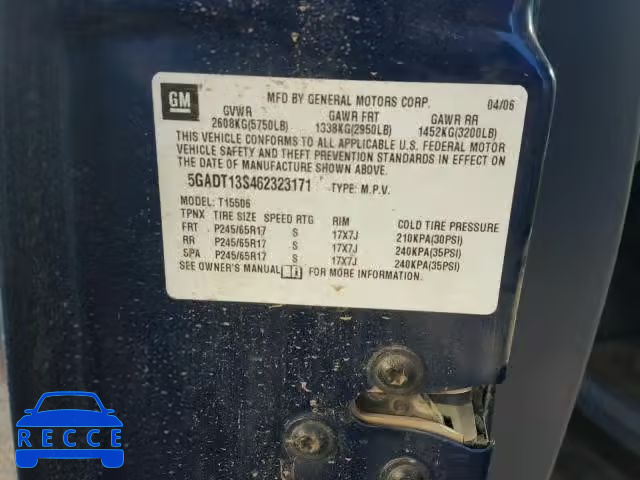 GM
MFD BY GENERAL MOTORS CORP. 04/06
GVWR GAWR FRT GAWR RR
2608KG(5750LB) 1338KG(2950LB) 1452KG(3200LB)
THIS VEHICLE CONFORMS TO ALL APPLICABLE U.S. FEDERAL MOTOR
VEHICLE SAFETY AND THEFT PREVENTION STANDARDS IN EFFECT ON
THE DATE OF MANUFACTURE SHOWN ABOVE.
5GADT13S462323171 TYPE: M.P.V.
MODEL: T15506
TPNX TIRE SIZE SPEED RTG RIM COLD TIRE PRESSURE
FRT P245/65R17 S 17X7J 210KPA(30PSI)
RR P245/65R17 S 17X7J 240KPA(35PSI)
SPA P245/65R17 S 17X7J 240KPA(35PSI)
SEE OWNER'S MANUAL FOR MORE INFORMATION.
RECCE